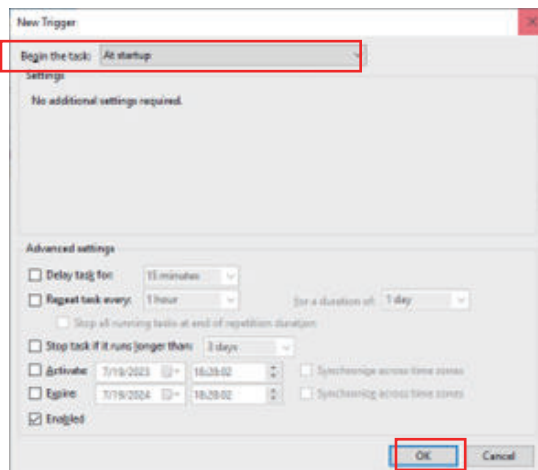 New Trigger
Begin the task: At startup
Settings
No additional settings required.
Advanced settings
Delay task for: 15 minutes
Repeat task every: 1 hour for a duration of: 1 day
Stop all running tasks at end of repetition duration
Stop task if it runs longer than: 3 days
Activate: 7/19/2023 Synchronize across time zones
Expire: 7/19/2024 18:28:02 Synchronize across time zones
Enabled
OK Cancel